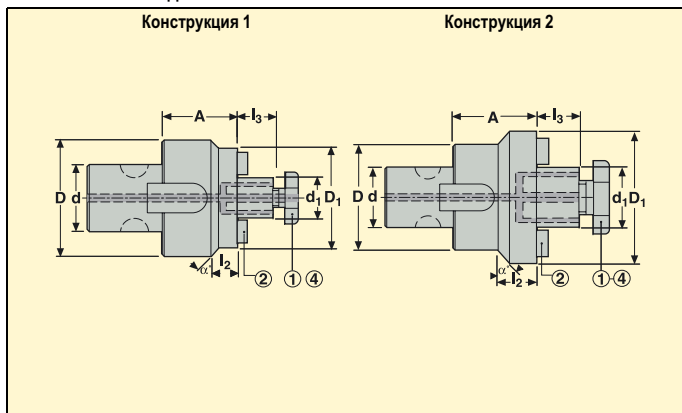 Конструкция 1
Конструкция 2
A l₃
A l₃
D d d₁ D₁
D d d₁ D₁
α l₂ ② ① ④
α l₂ ② ①-④